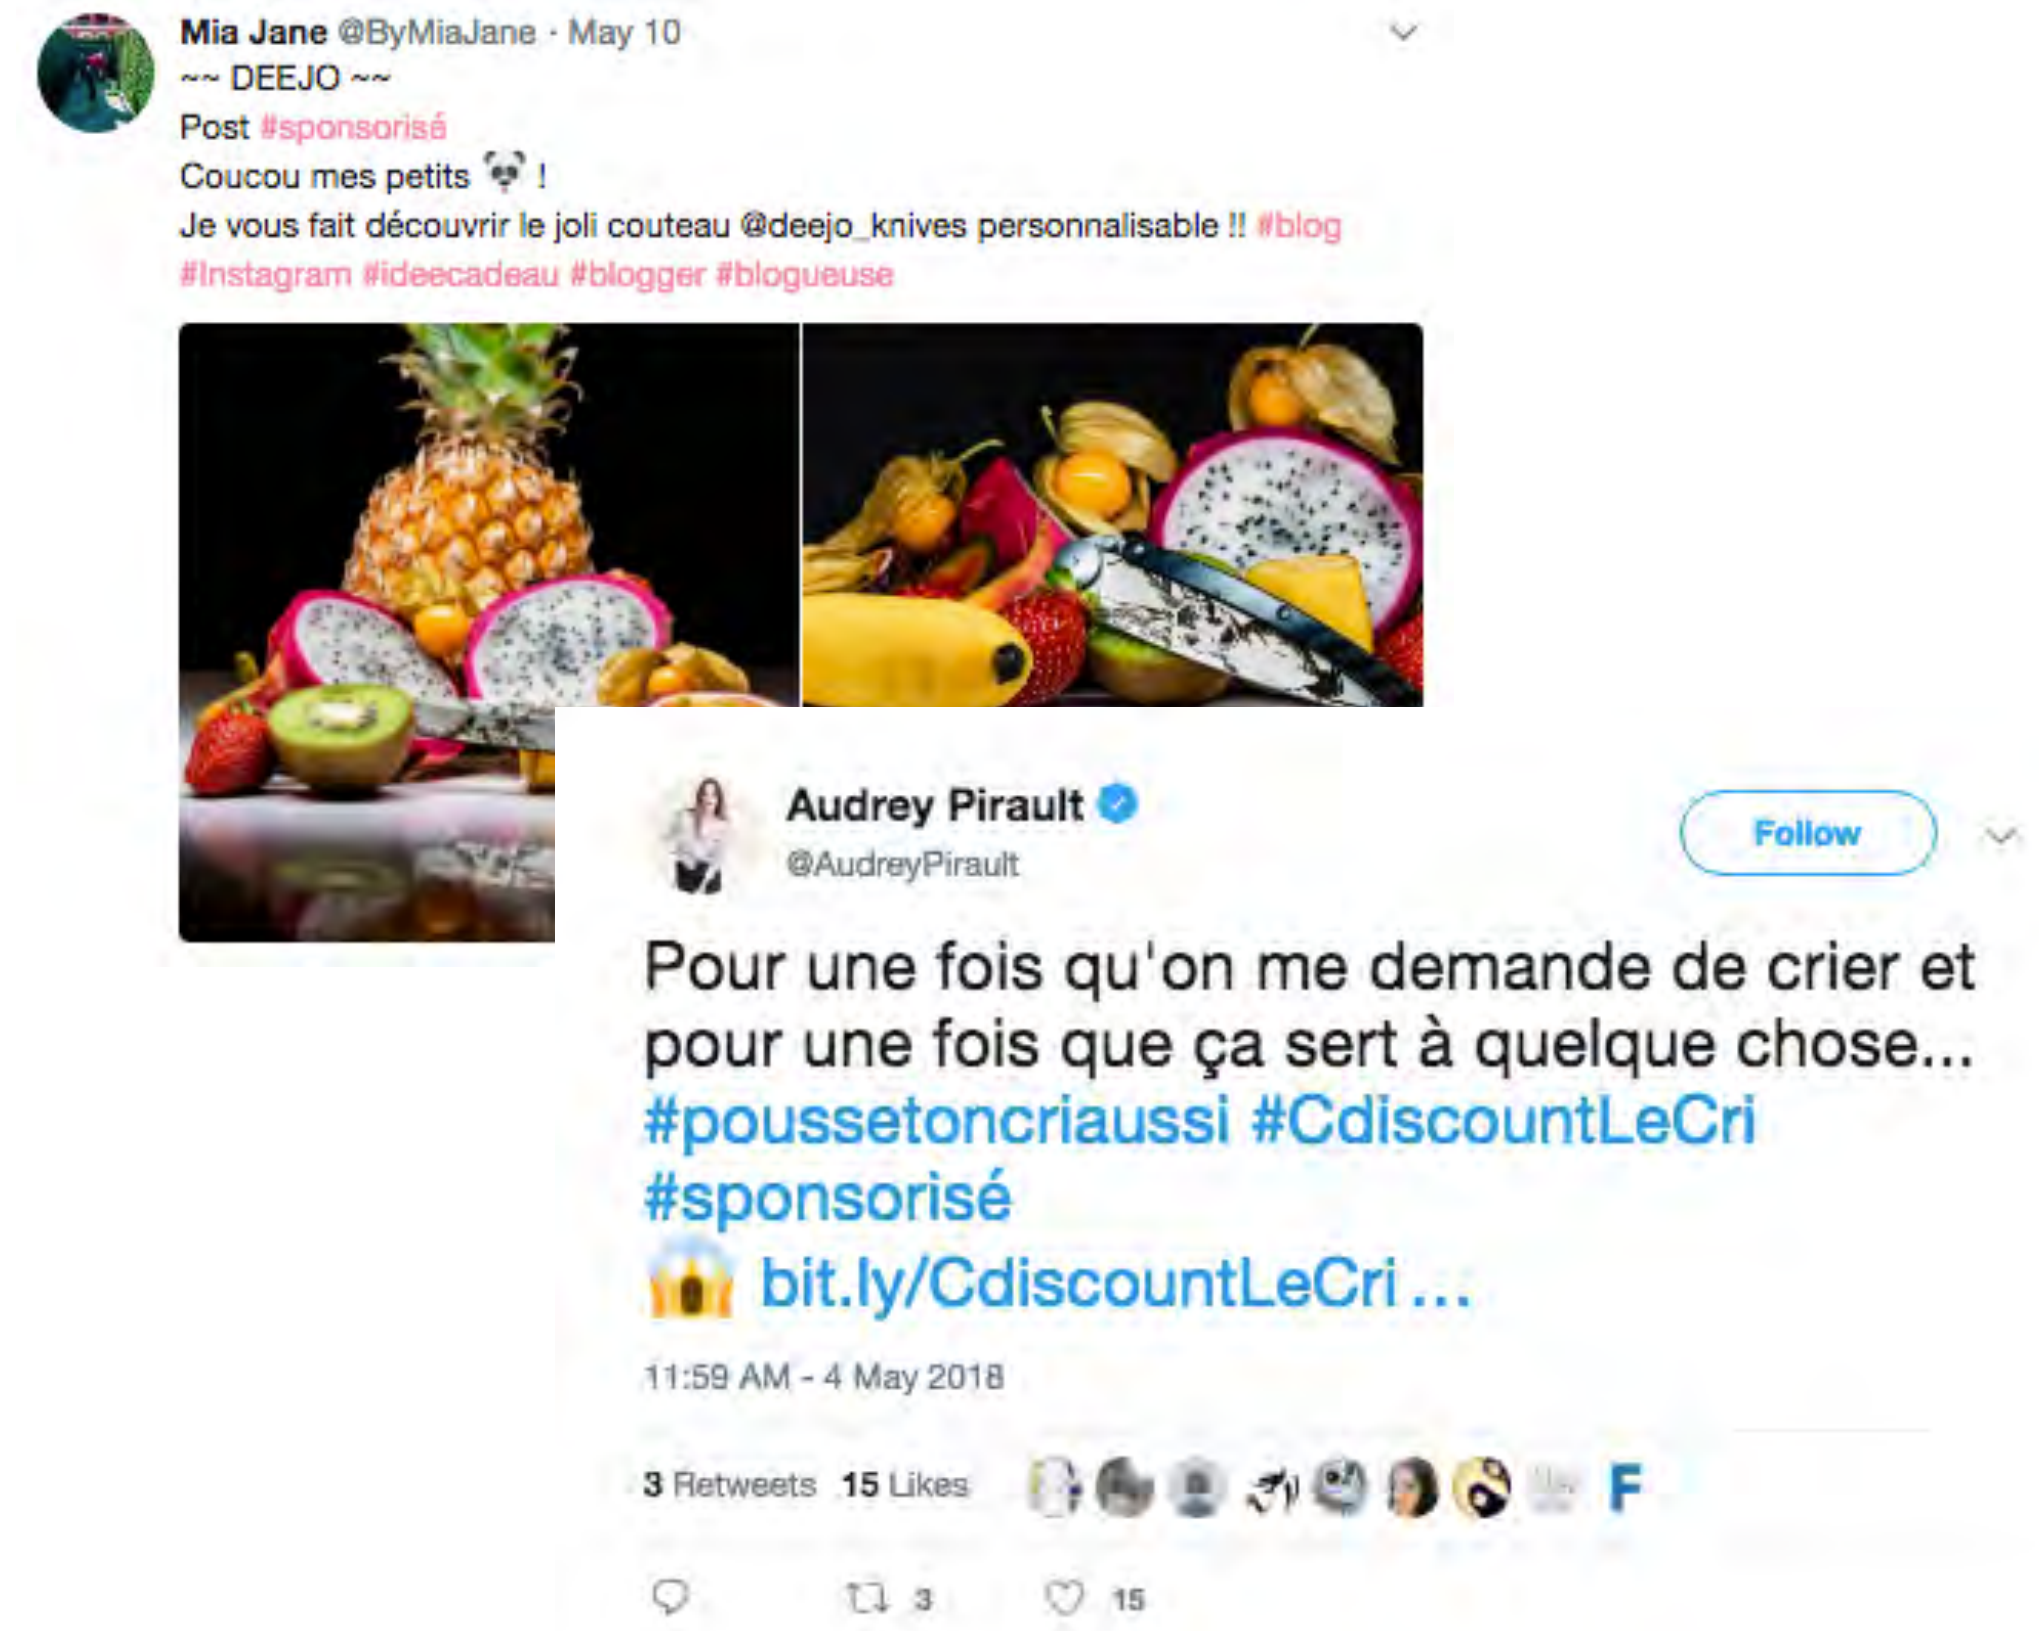 Mia Jane @ByMiaJane · May 10
~~ DEEJO ~~
Post #sponsorisé
Coucou mes petits 🐼 !
Je vous fait découvrir le joli couteau @deejo_knives personnalisable !! #blog
#Instagram #ideecadeau #blogger #blogueuse
Audrey Pirault
@AudreyPirault
Follow
Pour une fois qu'on me demande de crier et
pour une fois que ça sert à quelque chose...
#poussetoncriaussi #CdiscountLeCri
#sponsorisé
😱 bit.ly/CdiscountLeCri ...
11:59 AM - 4 May 2018
3 Retweets 15 Likes
F
3 15